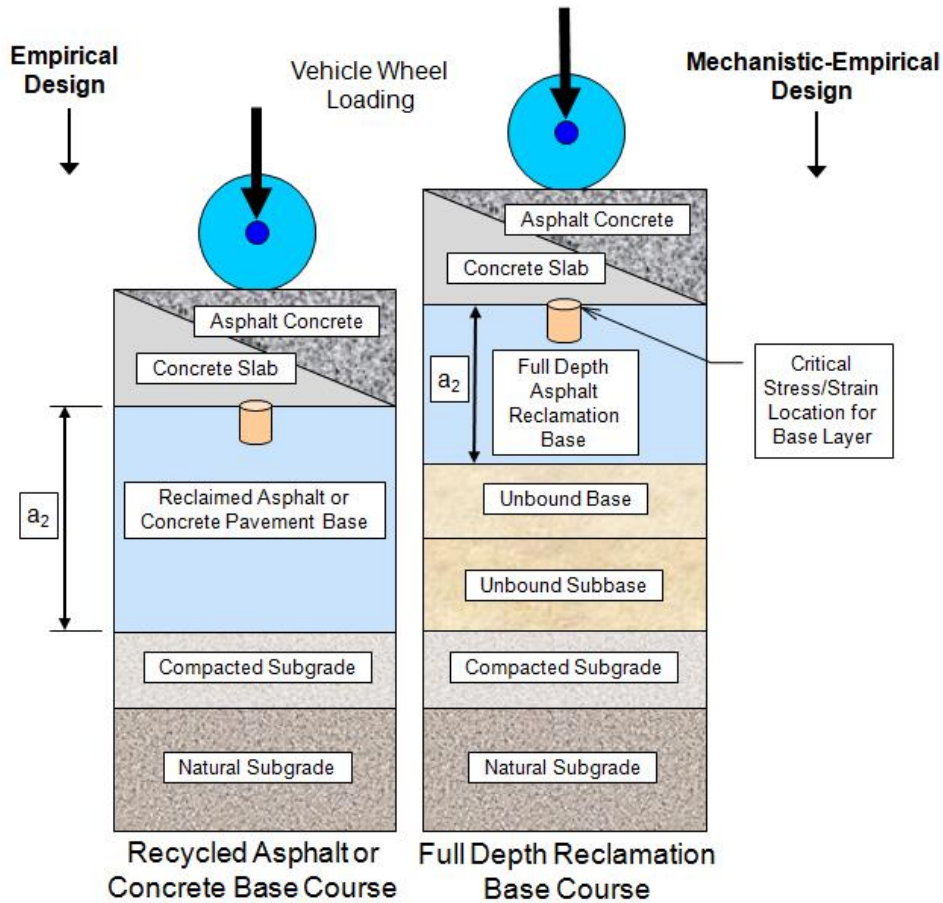 Empirical
Design
Vehicle Wheel
Loading
Mechanistic-Empirical
Design
Asphalt Concrete
Concrete Slab
a2
Reclaimed Asphalt or
Concrete Pavement Base
Compacted Subgrade
Natural Subgrade
Recycled Asphalt or
Concrete Base Course
Asphalt Concrete
Concrete Slab
a2
Full Depth
Asphalt
Reclamation
Base
Critical
Stress/Strain
Location for
Base Layer
Unbound Base
Unbound Subbase
Compacted Subgrade
Natural Subgrade
Full Depth Reclamation
Base Course